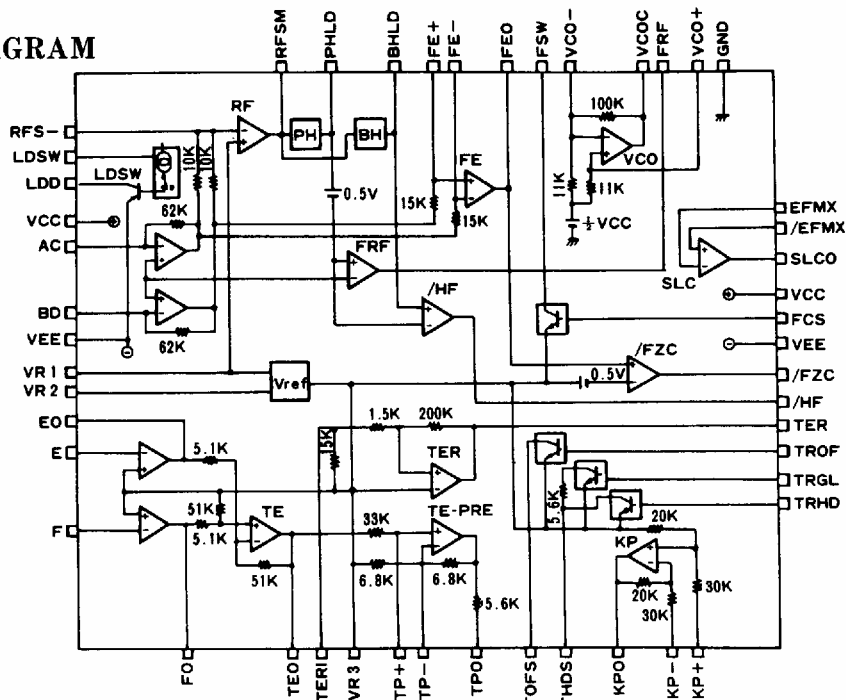 GRAM
RFSM
PHLD
BHLD
FE+
FE-
FEO
FSW
VCO-
VCOC
FRF
VCO+
GND
RFS-
LDSW
LDD
VCC
AC
BD
VEE
VR1
VR2
EO
E
F
EFMX
/EFMX
SLCO
VCC
FCS
VEE
/FZC
/HF
TER
TROF
TRGL
TRHD
FO
TEO
TERI
VR3
TP+
TP-
TPO
TOFS
THDS
KPO
KP-
KP+
RF
PH
BH
10K
10K
LDSW
62K
62K
0.5V
15K
15K
FE
FRF
/HF
100K
VCO
11K
11K
½VCC
SLC
0.5V
/FZC
Vref
5.1K
51K
5.1K
TE
51K
15K
1.5K
200K
TER
33K
TE-PRE
6.8K
6.8K
5.6K
5.6K
20K
KP
20K
30K
30K